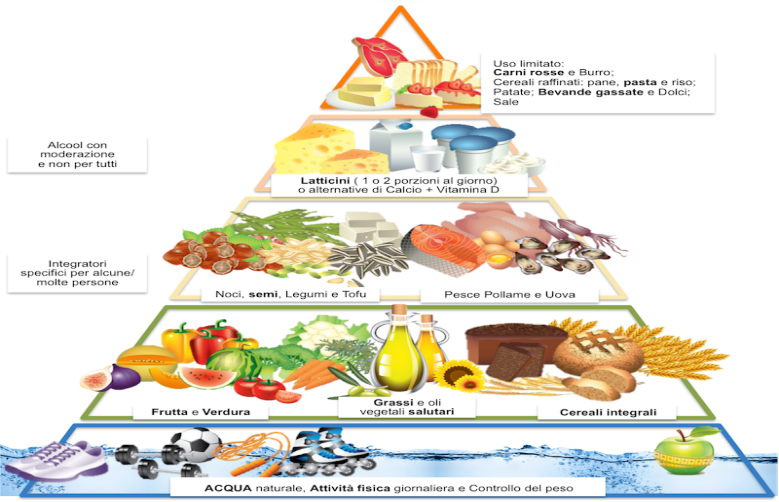 Uso limitato:
Carni rosse e Burro;
Cereali raffinati: pane, pasta e riso;
Patate; Bevande gassate e Dolci;
Sale
Alcool con
moderazione
e non per tutti
Latticini ( 1 o 2 porzioni al giorno)
o alternative di Calcio + Vitamina D
Integratori
specifici per alcune/
molte persone
Noci, semi, Legumi e Tofu
Pesce Pollame e Uova
Frutta e Verdura
Grassi e oli
vegetali salutari
Cereali integrali
ACQUA naturale, Attività fisica giornaliera e Controllo del peso